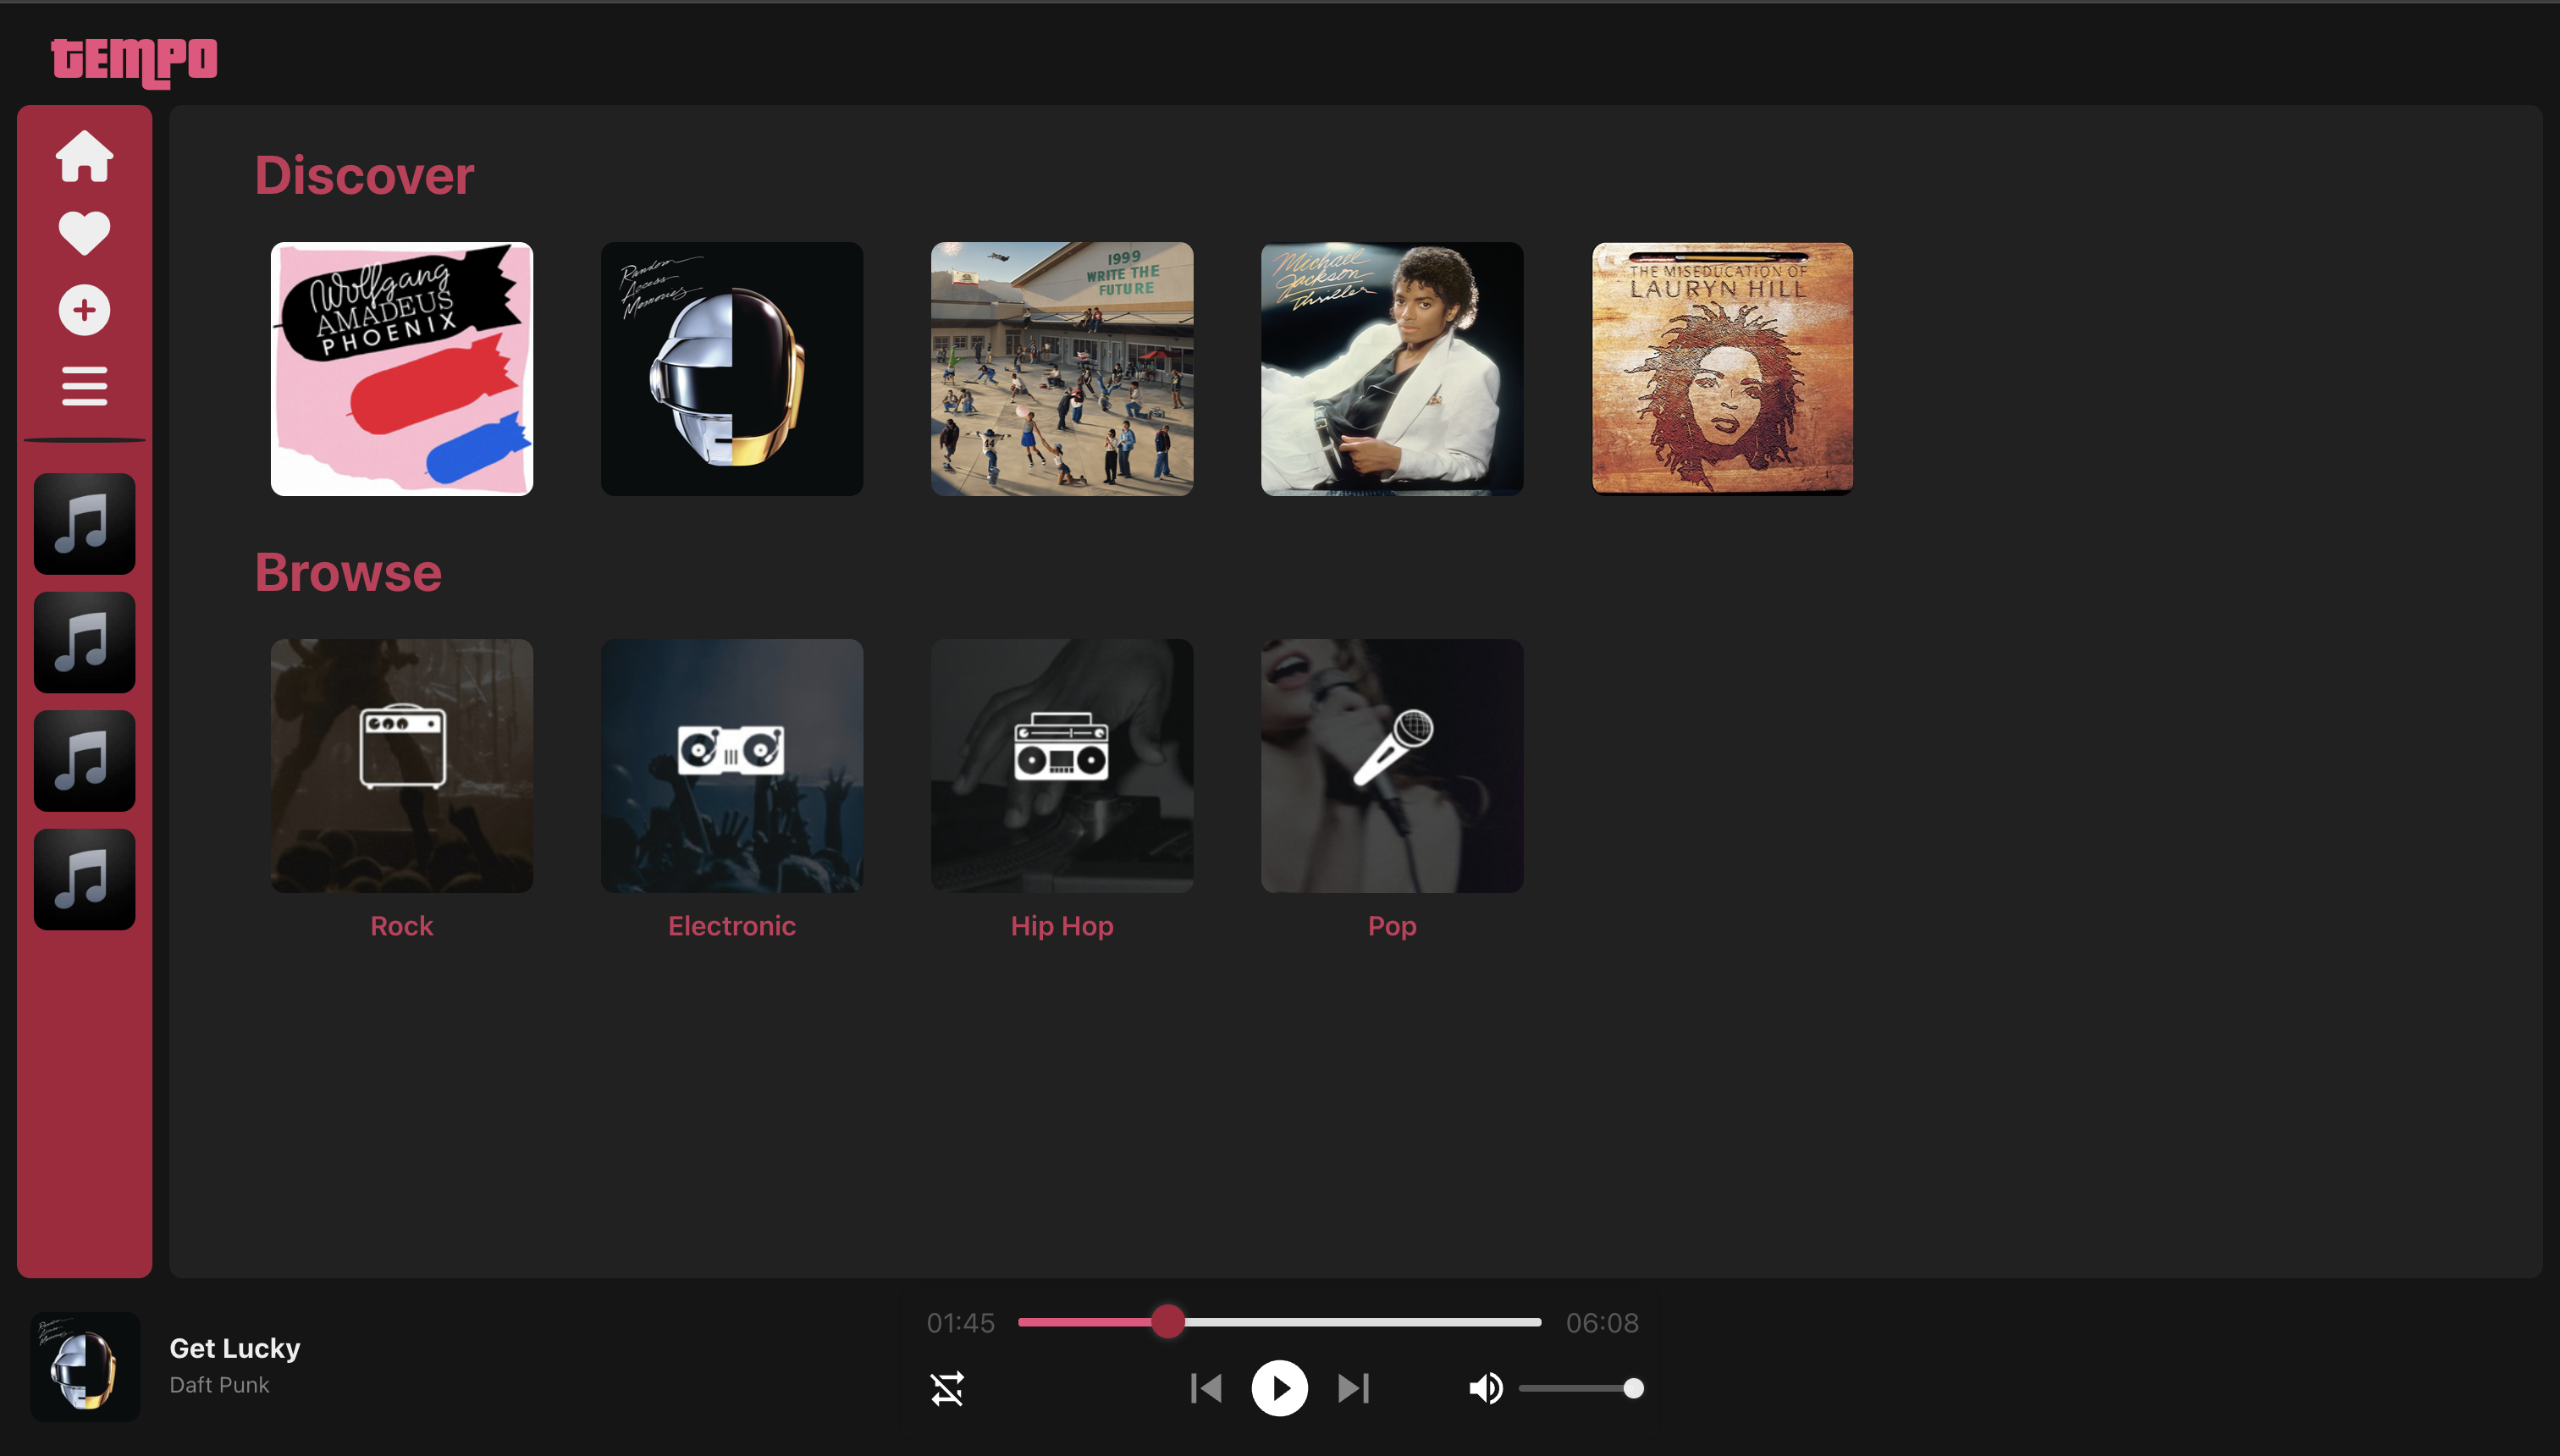 tEMPO
Discover
Wolfgang
AMADEUS
PHOENIX
Random
Access
Memories
1999
WRITE THE
FUTURE
Michael
Jackson
Thriller
THE MISEDUCATION OF
LAURYN HILL
Browse
Rock
Electronic
Hip Hop
Pop
Get Lucky
Daft Punk
01:45
06:08